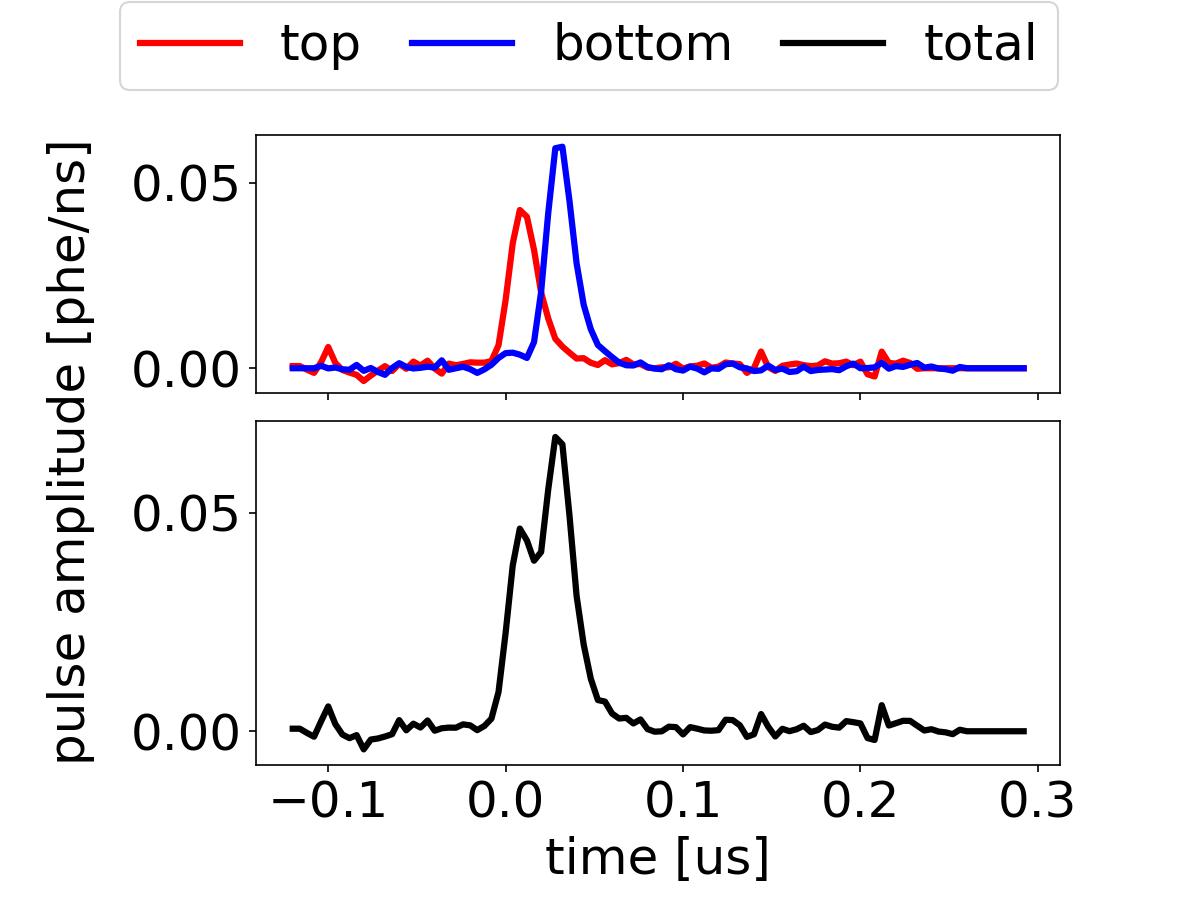 top bottom total
pulse amplitude [phe/ns]
0.05
0.00
0.05
0.00
−0.1 0.0 0.1 0.2 0.3
time [us]